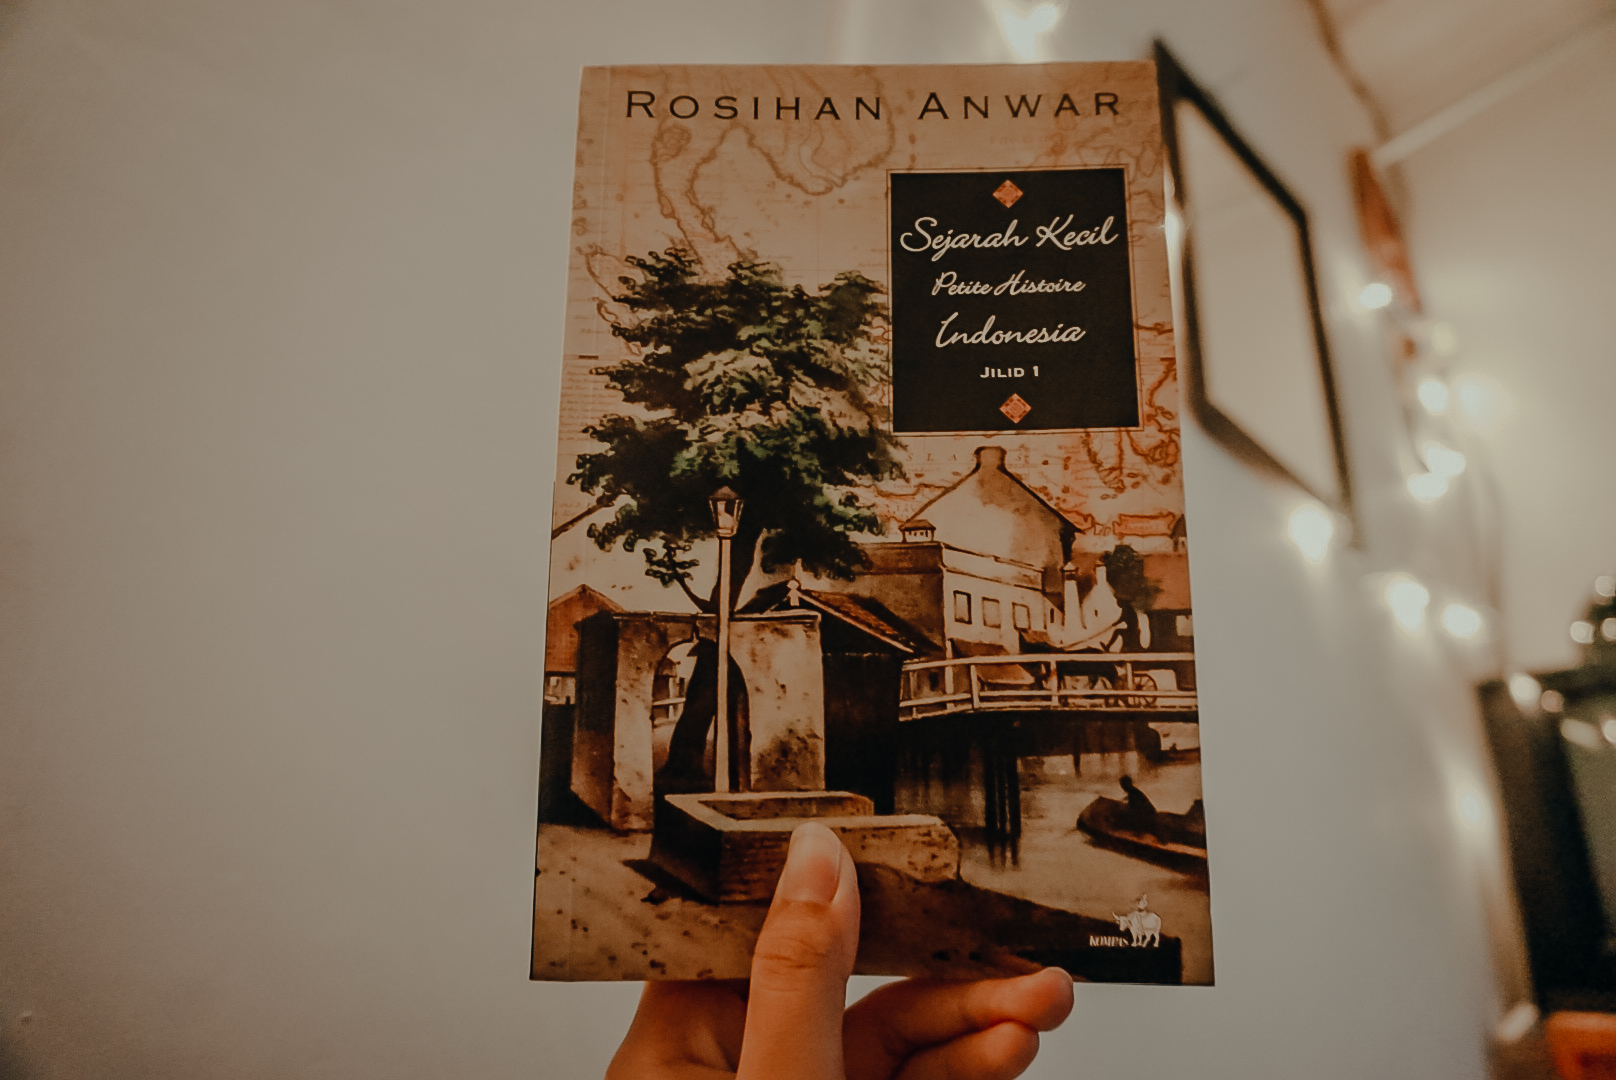 ROSIHAN ANWAR
Sejarah Kecil
Petite Histoire
Indonesia
JILID 1
KOMPAS